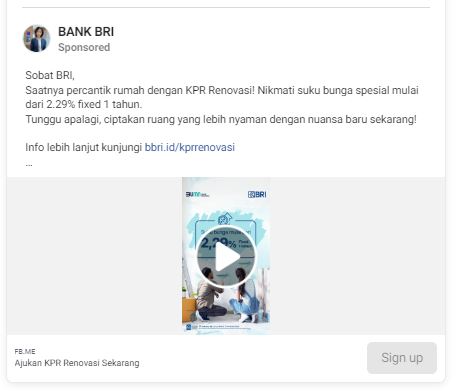 BANK BRI
Sponsored
Sobat BRI,
Saatnya percantik rumah dengan KPR Renovasi! Nikmati suku bunga spesial mulai
dari 2.29% fixed 1 tahun.
Tunggu apalagi, ciptakan ruang yang lebih nyaman dengan nuansa baru sekarang!
Info lebih lanjut kunjungi bbri.id/kprrenovasi
...
BUMN BRI
2,29%
FB.ME
Ajukan KPR Renovasi Sekarang
Sign up